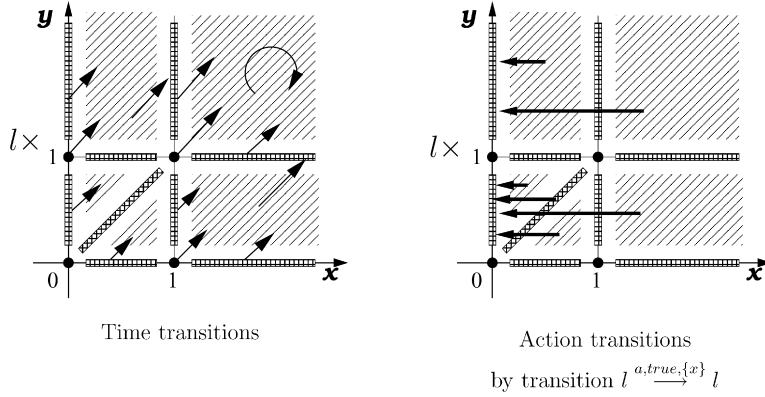 y
l× 1
0 1 x
Time transitions
y
l× 1
0 1 x
Action transitions
by transition l a,true,{x} ⟶ l